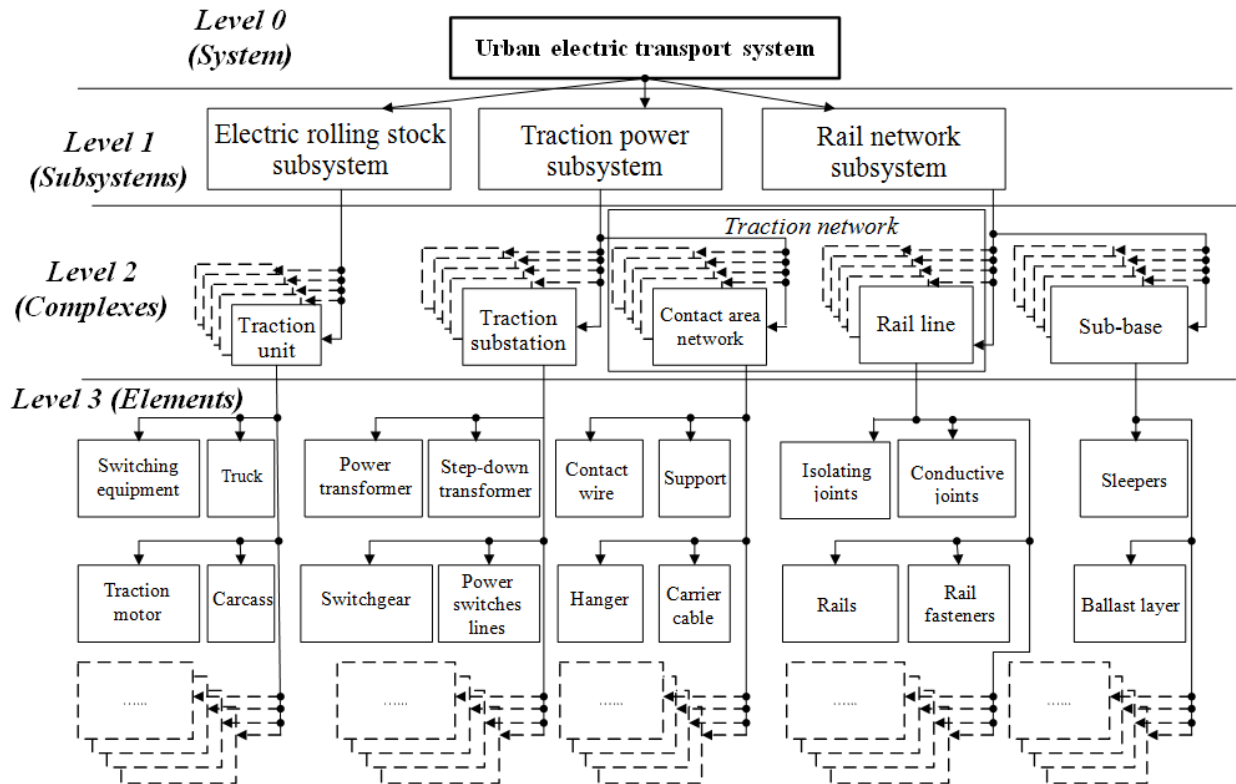 Level 0
(System)
Urban electric transport system
Level 1
(Subsystems)
Electric rolling stock
subsystem
Traction power
subsystem
Rail network
subsystem
Level 2
(Complexes)
Traction network
Traction
unit
Traction
substation
Contact area
network
Rail line
Sub-base
Level 3 (Elements)
Switching
equipment
Truck
Power
transformer
Step-down
transformer
Contact
wire
Support
Isolating
joints
Conductive
joints
Sleepers
Traction
motor
Carcass
Switchgear
Power
switches
lines
Hanger
Carrier
cable
Rails
Rail
fasteners
Ballast layer
…...
…...
…...
…...
…...